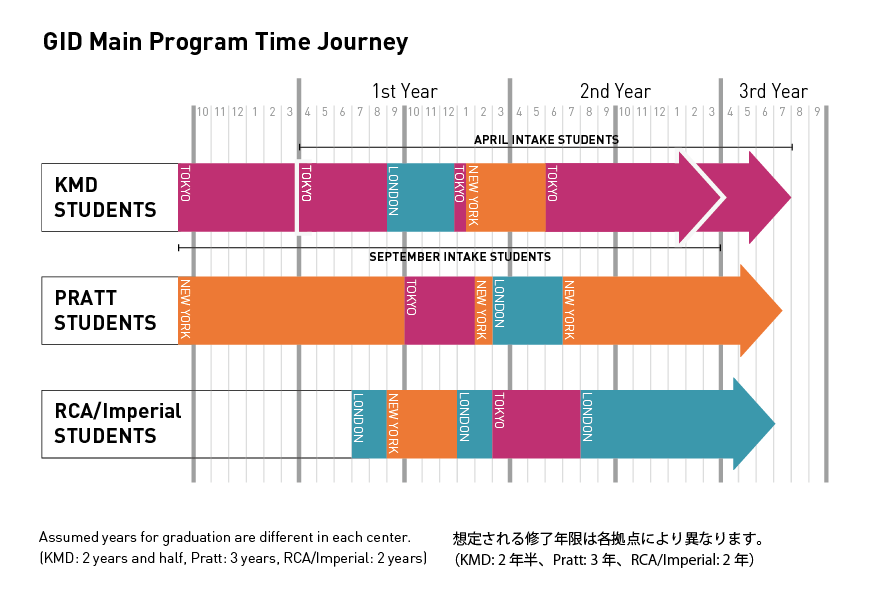 GID Main Program Time Journey
1st Year 2nd Year 3rd Year
10 11 12 1 2 3 4 5 6 7 8 9 10 11 12 1 2 3 4 5 6 7 8 9 10 11 12 1 2 3 4 5 6 7 8 9
APRIL INTAKE STUDENTS
KMD
STUDENTS
TOKYO
TOKYO
LONDON
TOKYO
NEW YORK
TOKYO
SEPTEMBER INTAKE STUDENTS
PRATT
STUDENTS
NEW YORK
TOKYO
NEW YORK
LONDON
NEW YORK
RCA/Imperial
STUDENTS
LONDON
NEW YORK
LONDON
TOKYO
LONDON
Assumed years for graduation are different in each center.
(KMD: 2 years and half, Pratt: 3 years, RCA/Imperial: 2 years)
想定される修了年限は各拠点により異なります。
（KMD: 2 年半、Pratt: 3 年、RCA/Imperial: 2 年）